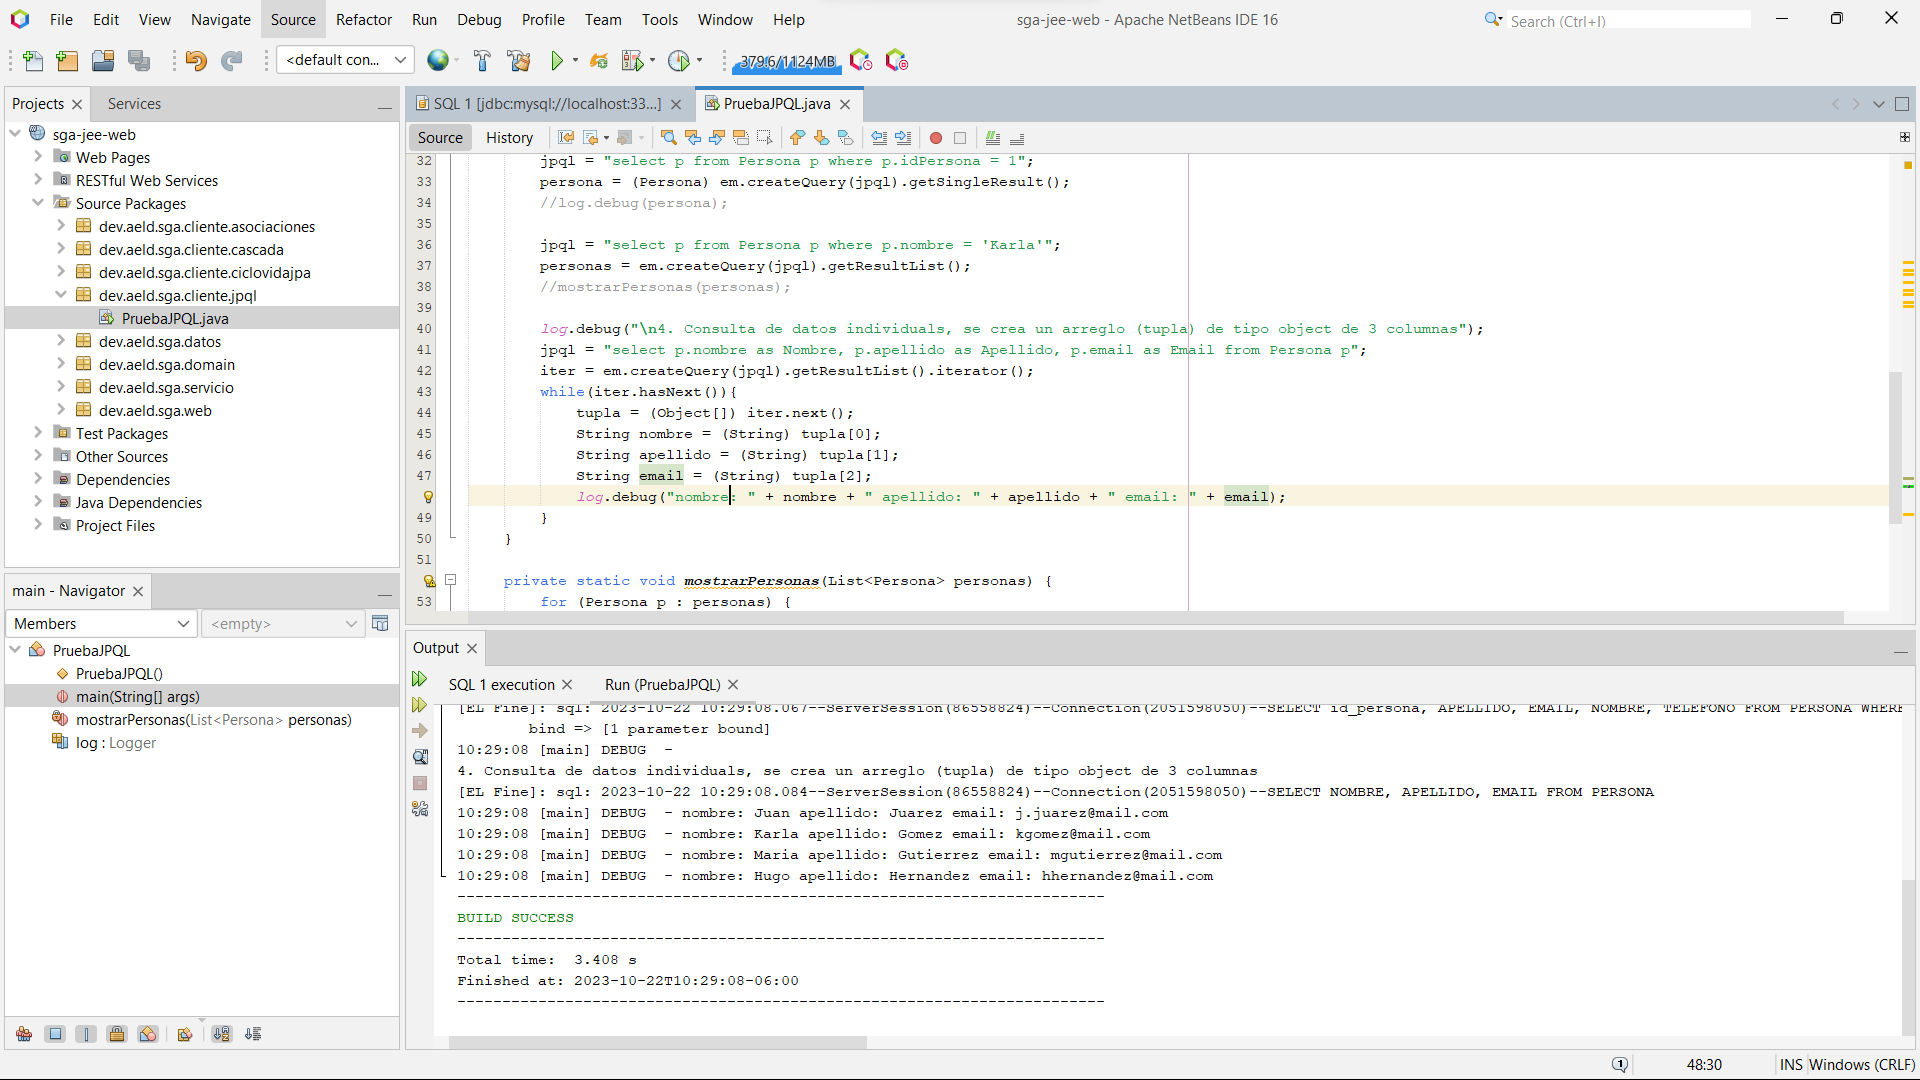 File Edit View Navigate Source Refactor Run Debug Profile Team Tools Window Help
sga-jee-web - Apache NetBeans IDE 16
Search (Ctrl+I)
<default con...
379.6/1124MB
Projects
Services
sga-jee-web
Web Pages
RESTful Web Services
Source Packages
dev.aeld.sga.cliente.asociaciones
dev.aeld.sga.cliente.cascada
dev.aeld.sga.cliente.ciclovidajpa
dev.aeld.sga.cliente.jpql
PruebaJPQL.java
dev.aeld.sga.datos
dev.aeld.sga.domain
dev.aeld.sga.servicio
dev.aeld.sga.web
Test Packages
Other Sources
Dependencies
Java Dependencies
Project Files
main - Navigator
Members
<empty>
PruebaJPQL
PruebaJPQL()
main(String[] args)
mostrarPersonas(List<Persona> personas)
log : Logger
SQL 1 [jdbc:mysql://localhost:33...]
PruebaJPQL.java
Source History
32 jpql = "select p from Persona p where p.idPersona = 1";
33 persona = (Persona) em.createQuery(jpql).getSingleResult();
34 //log.debug(persona);
35
36 jpql = "select p from Persona p where p.nombre = 'Karla'";
37 personas = em.createQuery(jpql).getResultList();
38 //mostrarPersonas(personas);
39
40 log.debug("\n4. Consulta de datos individuals, se crea un arreglo (tupla) de tipo object de 3 columnas");
41 jpql = "select p.nombre as Nombre, p.apellido as Apellido, p.email as Email from Persona p";
42 iter = em.createQuery(jpql).getResultList().iterator();
43 while(iter.hasNext()){
44 tupla = (Object[]) iter.next();
45 String nombre = (String) tupla[0];
46 String apellido = (String) tupla[1];
47 String email = (String) tupla[2];
log.debug("nombre: " + nombre + " apellido: " + apellido + " email: " + email);
49 }
50 }
51
private static void mostrarPersonas(List<Persona> personas) {
53 for (Persona p : personas) {
Output
SQL 1 execution
Run (PruebaJPQL)
[EL Fine]: sql: 2023-10-22 10:29:08.067--ServerSession(86558824)--Connection(2051598050)--SELECT id_persona, APELLIDO, EMAIL, NOMBRE, TELEFONO FROM PERSONA WHERE
bind => [1 parameter bound]
10:29:08 [main] DEBUG -
4. Consulta de datos individuals, se crea un arreglo (tupla) de tipo object de 3 columnas
[EL Fine]: sql: 2023-10-22 10:29:08.084--ServerSession(86558824)--Connection(2051598050)--SELECT NOMBRE, APELLIDO, EMAIL FROM PERSONA
10:29:08 [main] DEBUG - nombre: Juan apellido: Juarez email: j.juarez@mail.com
10:29:08 [main] DEBUG - nombre: Karla apellido: Gomez email: kgomez@mail.com
10:29:08 [main] DEBUG - nombre: Maria apellido: Gutierrez email: mgutierrez@mail.com
10:29:08 [main] DEBUG - nombre: Hugo apellido: Hernandez email: hhernandez@mail.com
------------------------------------------------------------------------
BUILD SUCCESS
------------------------------------------------------------------------
Total time: 3.408 s
Finished at: 2023-10-22T10:29:08-06:00
------------------------------------------------------------------------
1
48:30
INS
Windows (CRLF)